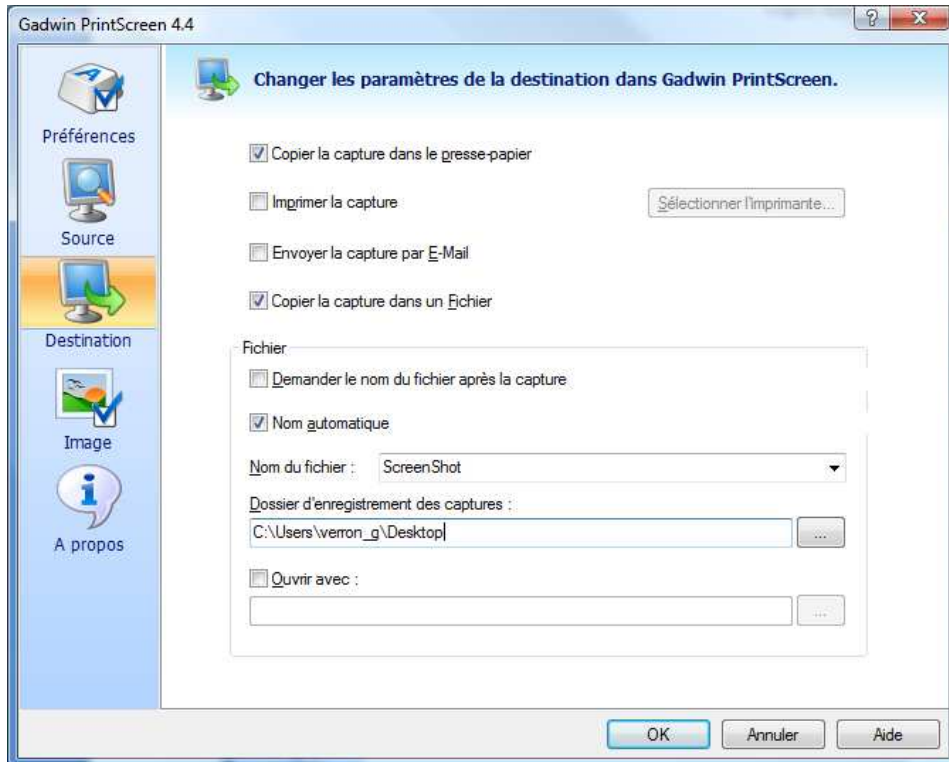 Gadwin PrintScreen 4.4
Préférences
Source
Destination
Image
A propos
Changer les paramètres de la destination dans Gadwin PrintScreen.
Copier la capture dans le presse-papier
Imprimer la capture
Sélectionner l'imprimante...
Envoyer la capture par E-Mail
Copier la capture dans un Fichier
Fichier
Demander le nom du fichier après la capture
Nom automatique
Nom du fichier : ScreenShot
Dossier d'enregistrement des captures :
C:\Users\verron_g\Desktop
...
Ouvrir avec :
...
OK Annuler Aide